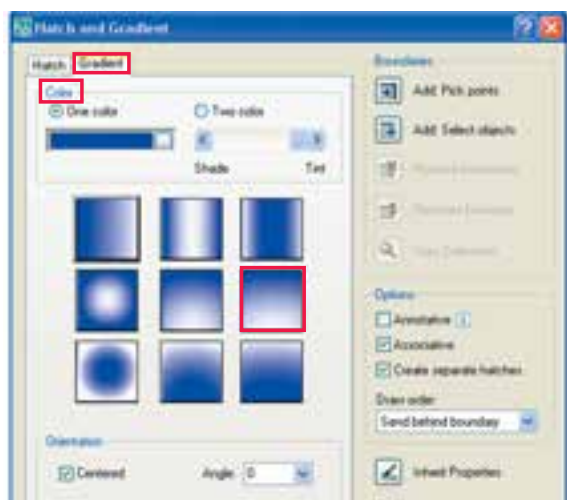 Hatch and Gradient
Hatch
Gradient
Color
One color
Two color
Shade
Tint
Orientation
Centered
Angle: 0
Boundaries
Add: Pick points
Add: Select objects
Options
Annotative
Associative
Create separate hatches
Draw order:
Send behind boundary
Inherit Properties